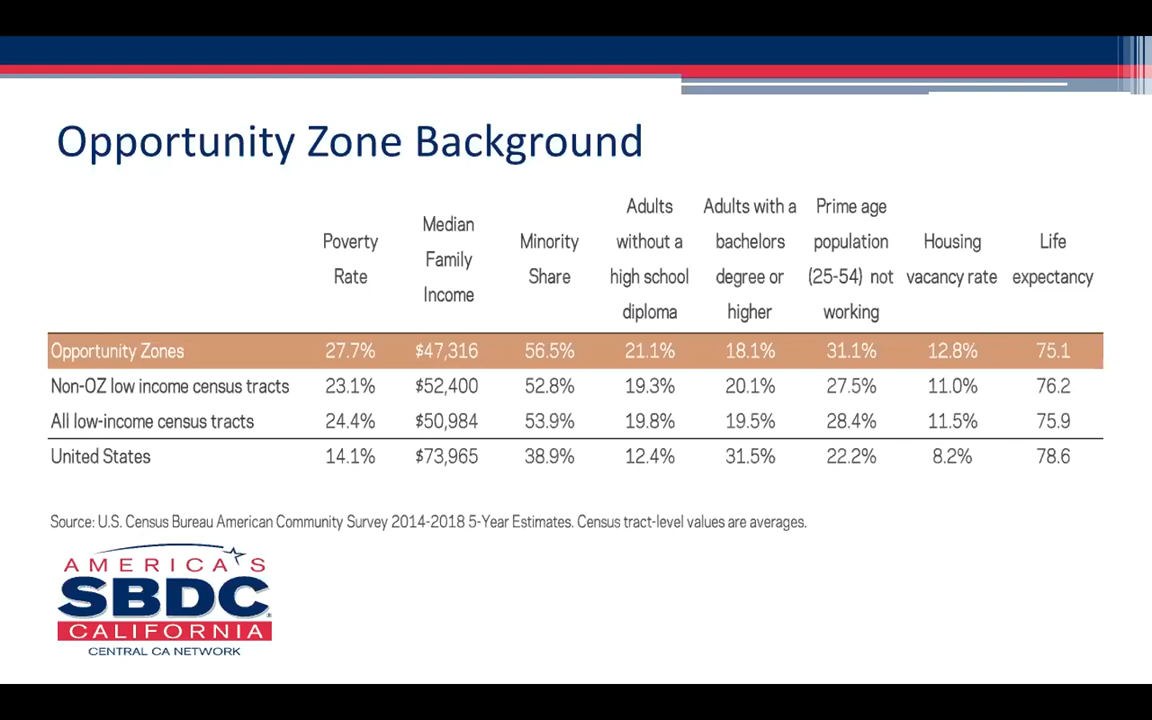 Opportunity Zone Background
Poverty Rate
Median Family Income
Minority Share
Adults without a high school diploma
Adults with a bachelors degree or higher
Prime age population (25-54) not working
Housing vacancy rate
Life expectancy
Opportunity Zones 27.7% $47,316 56.5% 21.1% 18.1% 31.1% 12.8% 75.1
Non-OZ low income census tracts 23.1% $52,400 52.8% 19.3% 20.1% 27.5% 11.0% 76.2
All low-income census tracts 24.4% $50,984 53.9% 19.8% 19.5% 28.4% 11.5% 75.9
United States 14.1% $73,965 38.9% 12.4% 31.5% 22.2% 8.2% 78.6
Source: U.S. Census Bureau American Community Survey 2014-2018 5-Year Estimates. Census tract-level values are averages.
AMERICA'S
SBDC
CALIFORNIA
CENTRAL CA NETWORK